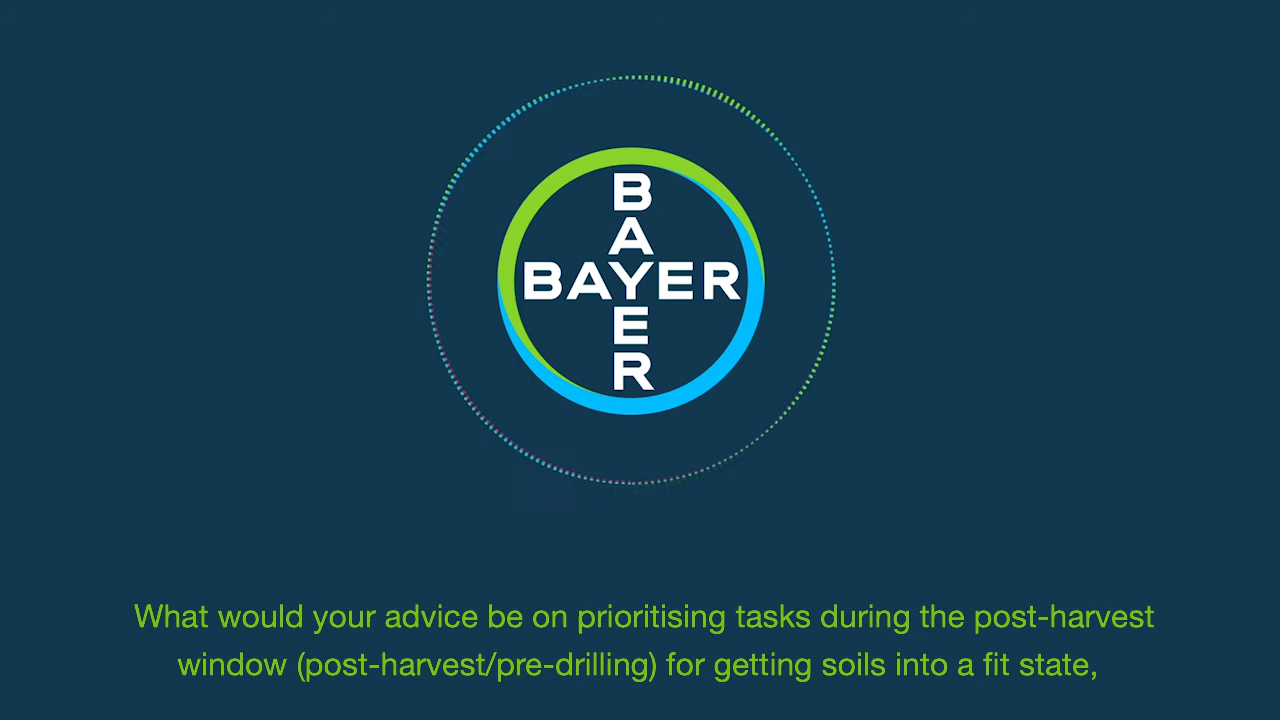 BAYER
BAYER
What would your advice be on prioritising tasks during the post-harvest
window (post-harvest/pre-drilling) for getting soils into a fit state,